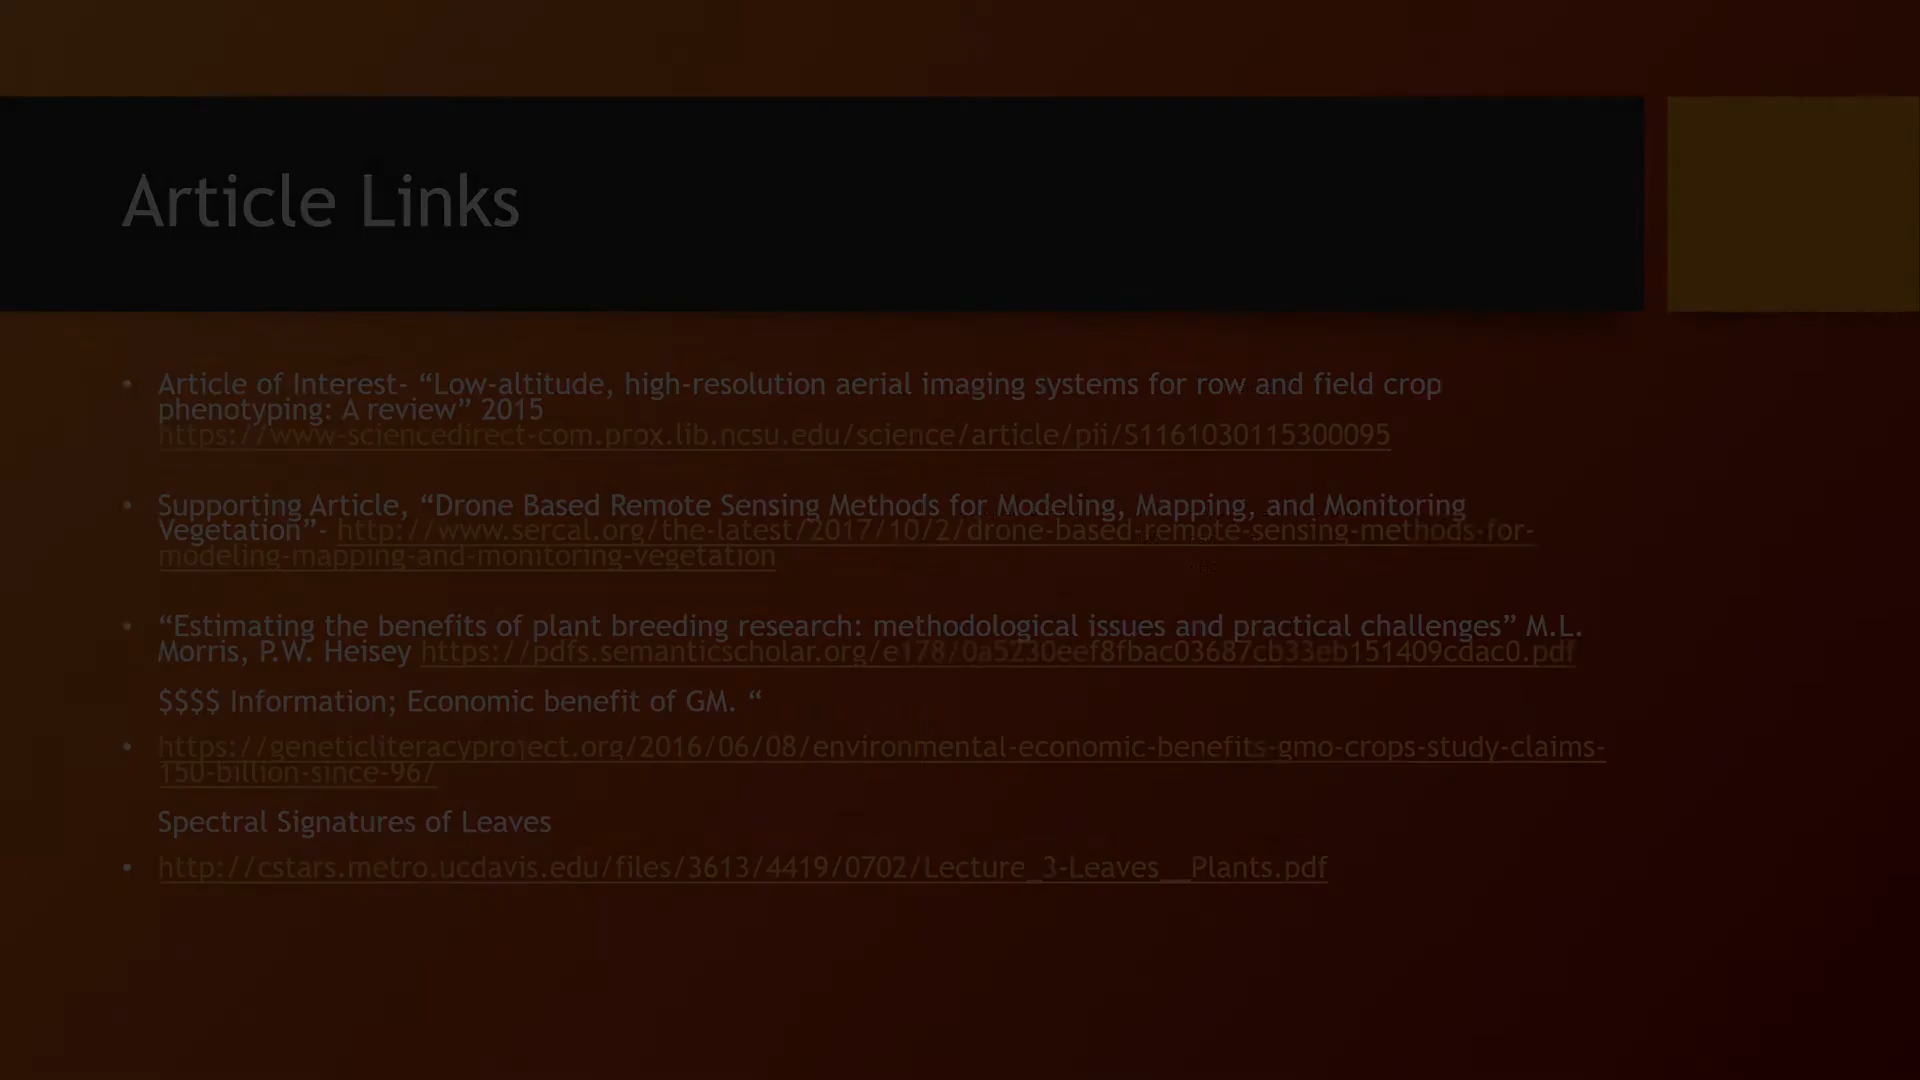 Article Links
• Article of Interest- “Low-altitude, high-resolution aerial imaging systems for row and field crop
phenotyping: A review” 2015
https://www-sciencedirect-com.prox.lib.ncsu.edu/science/article/pii/S1161030115300095
• Supporting Article, “Drone Based Remote Sensing Methods for Modeling, Mapping, and Monitoring
Vegetation”- http://www.sercal.org/the-latest/2017/10/2/drone-based-remote-sensing-methods-for-
modeling-mapping-and-monitoring-vegetation
• “Estimating the benefits of plant breeding research: methodological issues and practical challenges” M.L.
Morris, P.W. Heisey https://pdfs.semanticscholar.org/e178/0a5230eef8fbac03687cb33eb151409cdac0.pdf
$$$$ Information; Economic benefit of GM. “
• https://geneticliteracyproject.org/2016/06/08/environmental-economic-benefits-gmo-crops-study-claims-
150-billion-since-96/
Spectral Signatures of Leaves
• http://cstars.metro.ucdavis.edu/files/3613/4419/0702/Lecture_3-Leaves__Plants.pdf